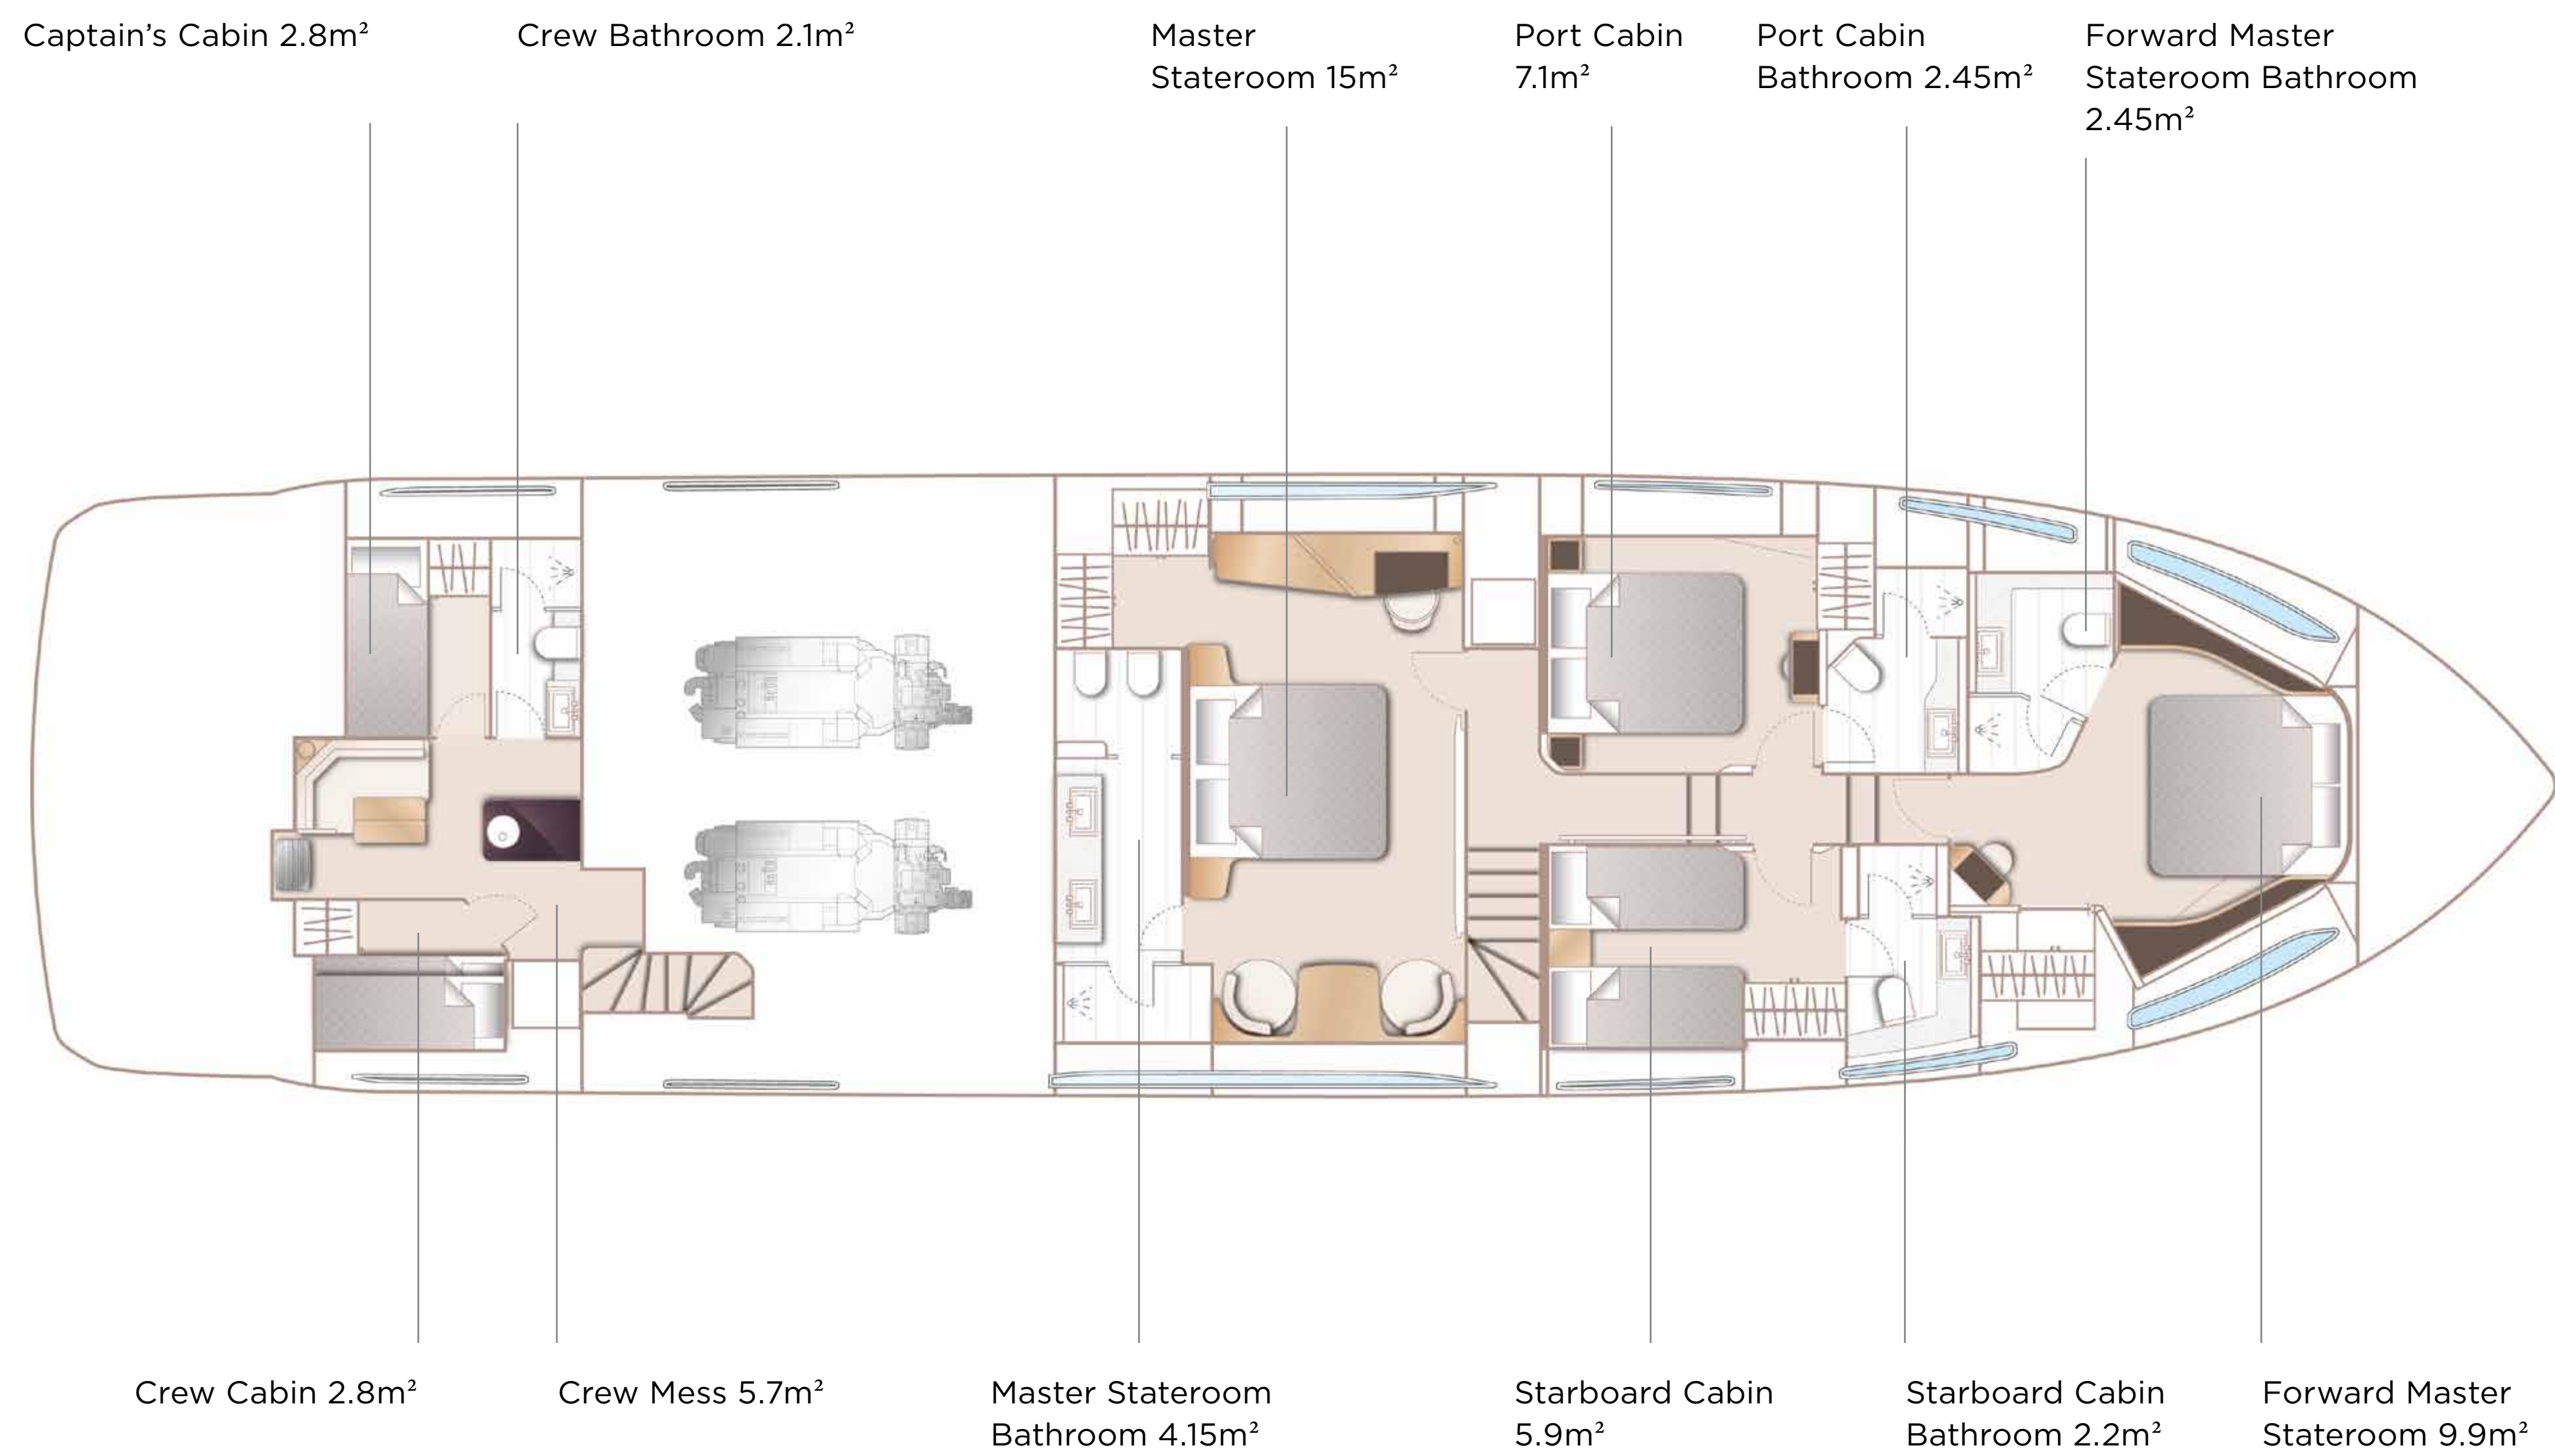 Captain’s Cabin 2.8m²
Crew Bathroom 2.1m²
Master
Stateroom 15m²
Port Cabin
7.1m²
Port Cabin
Bathroom 2.45m²
Forward Master
Stateroom Bathroom
2.45m²
Crew Cabin 2.8m²
Crew Mess 5.7m²
Master Stateroom
Bathroom 4.15m²
Starboard Cabin
5.9m²
Starboard Cabin
Bathroom 2.2m²
Forward Master
Stateroom 9.9m²